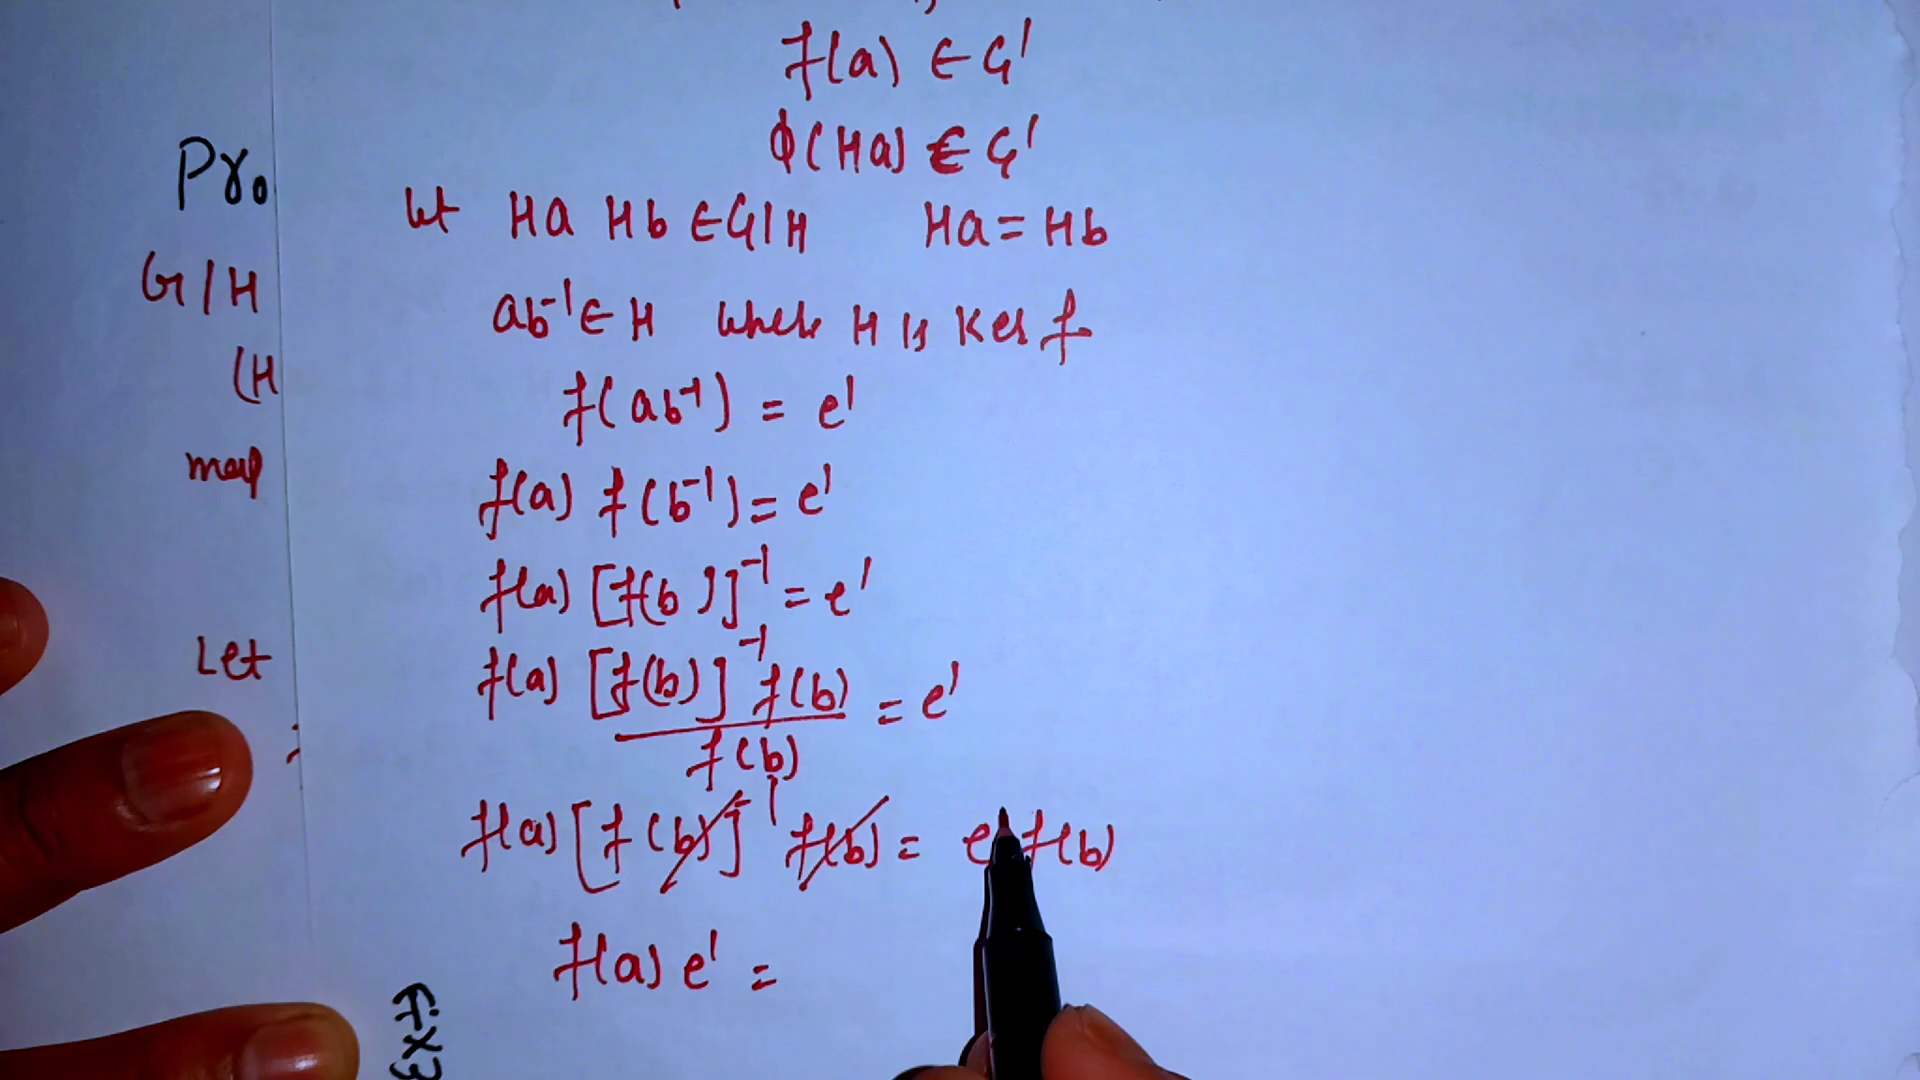 f(a) ∈ G'
φ(Ha) ∈ G'
Pro
let Ha Hb ∈ G/H Ha = Hb
G/H
ab⁻¹ ∈ H where H is Ker f
(H
f(ab⁻¹) = e'
map
f(a) f(b⁻¹) = e'
f(a) [f(b)]⁻¹ = e'
Let
f(a) [f(b)]⁻¹ f(b) = e'
f(b)
f(a) [f(b)]⁻¹ f(b) = e' f(b)
f(a) e' =